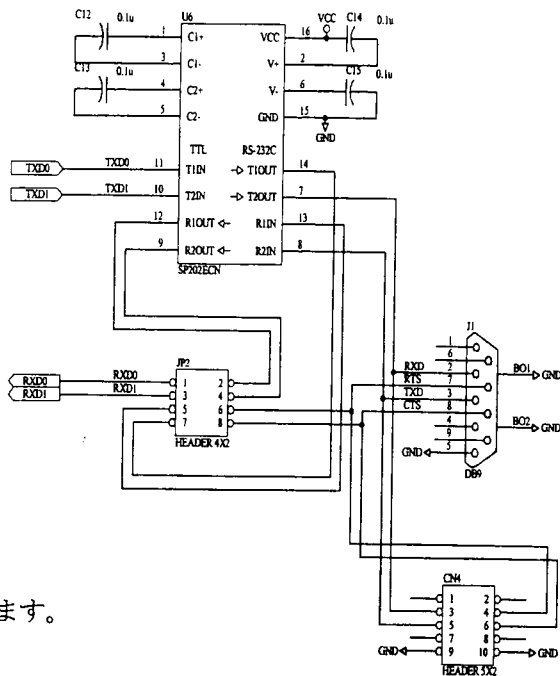 C12
0.1u
U6
1 C1+
3 C1-
C13
0.1u
4 C2+
5 C2-
VCC
C14
0.1u
VCC 16
V+ 2
C15
0.1u
V- 6
GND 15
GND
TTL RS-232C
TXD0 TXD0 11 T1IN
T1OUT 14
TXD1 TXD1 10 T2IN
T2OUT 7
12 R1OUT
R1IN 13
9 R2OUT
R2IN 8
SP202ECN
JP2
RXD0 RXD0 1 2
RXD1 RXD1 3 4
5 6
7 8
HEADER 4X2
J1
1
6
RXD 2
RTS 7
TXD 3
CTS 8
4
9
GND 5
BO1 GND
BO2 GND
DB9
CN4
1 2
3 4
5 6
7 8
GND 9 10 GND
HEADER 5X2
ます。